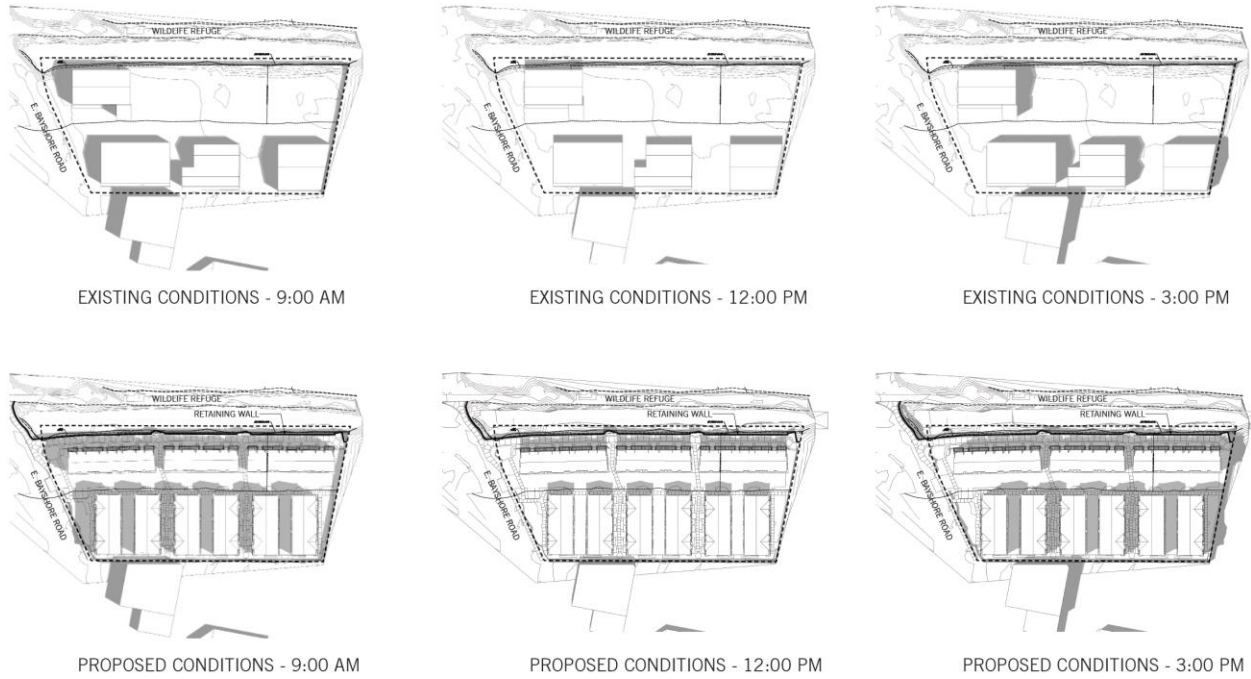 WILDLIFE REFUGE
E. BAYSHORE ROAD
EXISTING CONDITIONS - 9:00 AM
WILDLIFE REFUGE
E. BAYSHORE ROAD
EXISTING CONDITIONS - 12:00 PM
WILDLIFE REFUGE
E. BAYSHORE ROAD
EXISTING CONDITIONS - 3:00 PM
WILDLIFE REFUGE
RETAINING WALL
E. BAYSHORE ROAD
PROPOSED CONDITIONS - 9:00 AM
WILDLIFE REFUGE
RETAINING WALL
E. BAYSHORE ROAD
PROPOSED CONDITIONS - 12:00 PM
WILDLIFE REFUGE
RETAINING WALL
E. BAYSHORE ROAD
PROPOSED CONDITIONS - 3:00 PM